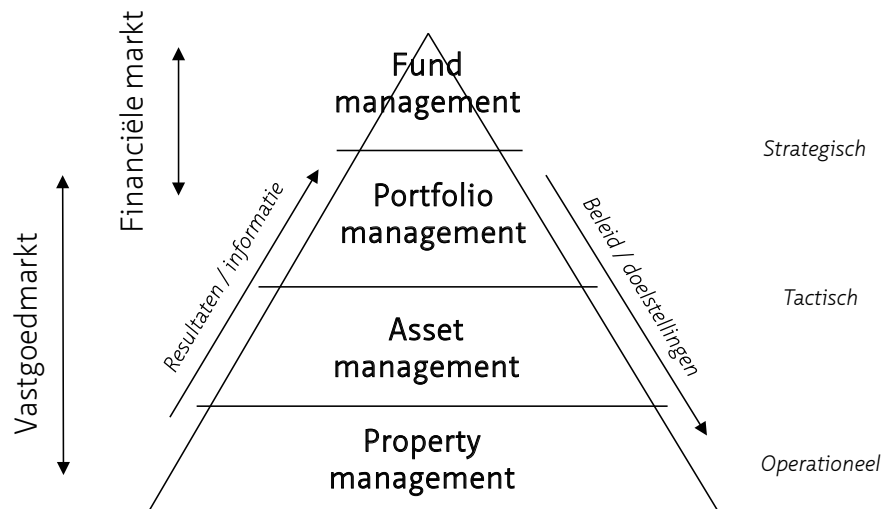 Financiële markt
Vastgoedmarkt
Fund
management
Portfolio
management
Asset
management
Property
management
Resultaten / informatie
Beleid / doelstellingen
Strategisch
Tactisch
Operationeel